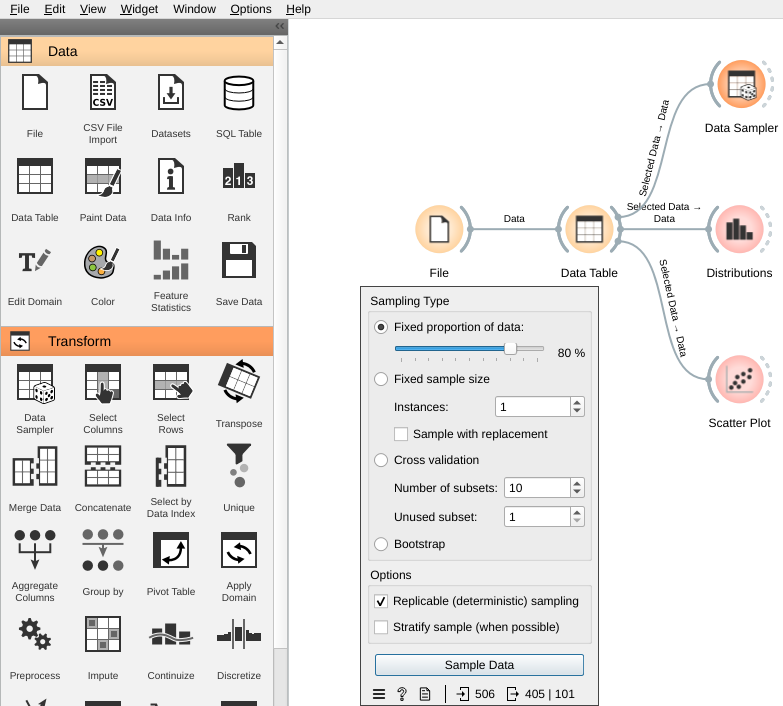 File Edit View Widget Window Options Help
Data
File
CSV
CSV File
Import
Datasets
SQL Table
Data Table
Paint Data
Data Info
2 1 3
Rank
Edit Domain
Color
Feature
Statistics
Save Data
Transform
Data
Sampler
Select
Columns
Select
Rows
Transpose
Merge Data
Concatenate
Select by
Data Index
Unique
Aggregate
Columns
Group by
Pivot Table
Apply
Domain
Preprocess
Impute
Continuize
Discretize
File
Data
Data Table
Selected Data → Data
Data Sampler
Selected Data →
Data
Distributions
Selected Data → Data
Scatter Plot
Sampling Type
Fixed proportion of data:
80 %
Fixed sample size
Instances: 1
Sample with replacement
Cross validation
Number of subsets: 10
Unused subset: 1
Bootstrap
Options
Replicable (deterministic) sampling
Stratify sample (when possible)
Sample Data
? 506 405 | 101